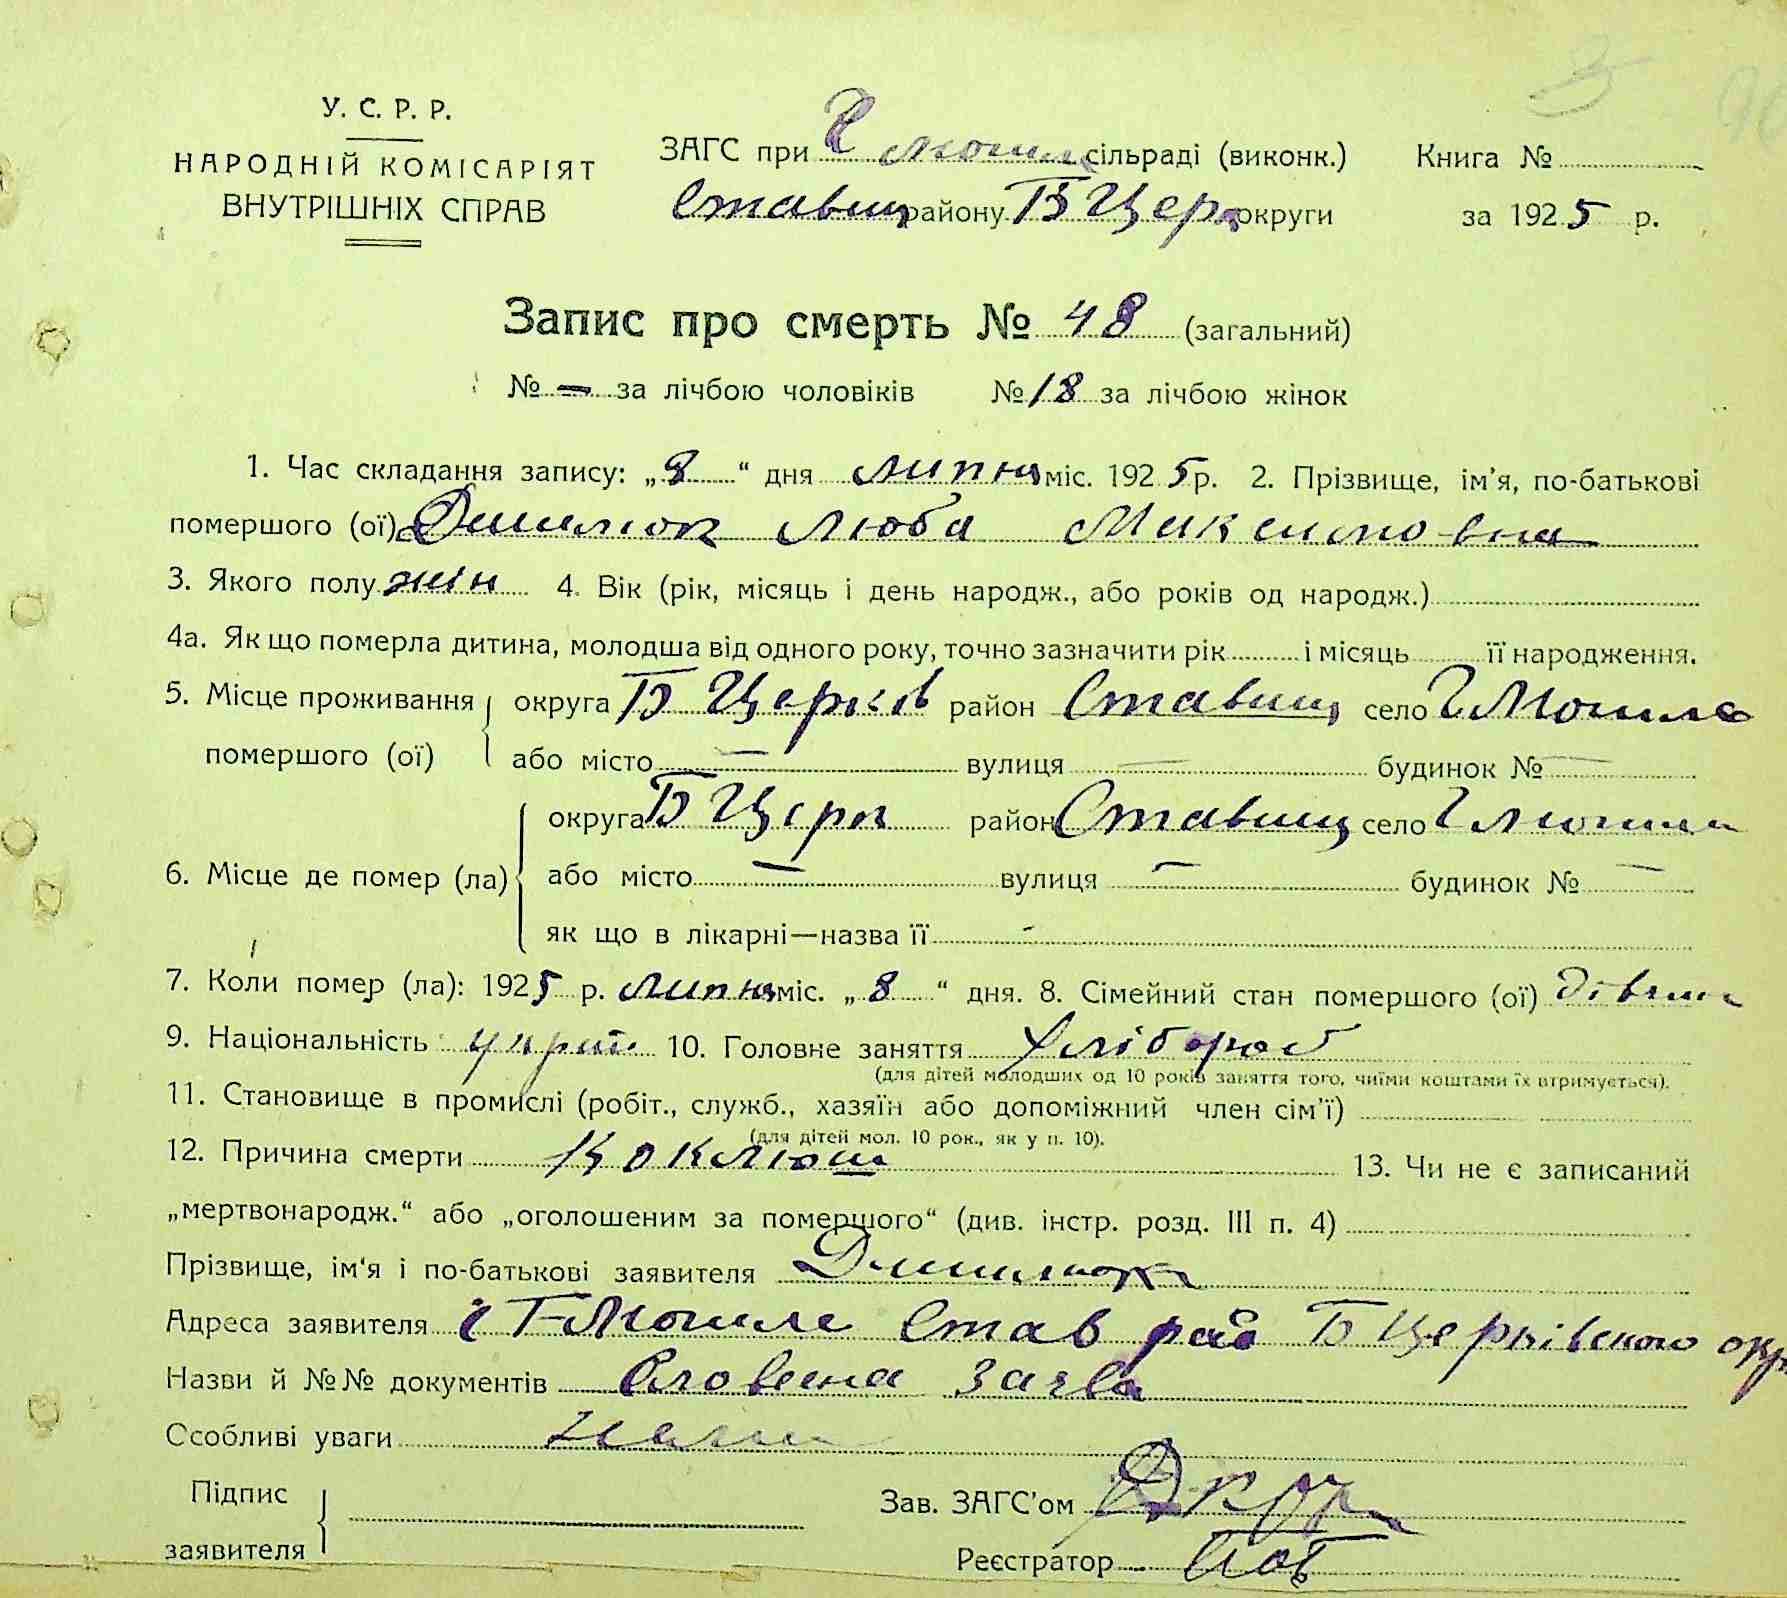 У. С. Р. Р.
НАРОДНІЙ КОМІСАРІЯТ
ВНУТРІШНІХ СПРАВ
ЗАГС при сільраді (виконк.) Книга №
Ставищ району Б Церк округи за 1925 р.
Запис про смерть № 48 (загальний)
№ — за лічбою чоловіків № 18 за лічбою жінок
1. Час складання запису: „8“ дня липня міс. 1925 р. 2. Прізвище, ім'я, по-батькові
помершого (ої) Люба Максимовна
3. Якого полу жін 4. Вік (рік, місяць і день народж., або років од народж.)
4а. Як що померла дитина, молодша від одного року, точно зазначити рік і місяць її народження.
5. Місце проживання помершого (ої) округа Б Церків район Ставищ село
або місто — вулиця — будинок № —
6. Місце де помер (ла) округа Б Церк район Ставищ село
або місто — вулиця — будинок № —
як що в лікарні—назва її -
7. Коли помер (ла): 1925 р. липня міс. „8“ дня. 8. Сімейний стан помершого (ої)
9. Національність 10. Головне заняття Хлібороб
(для дітей молодших од 10 років заняття того, чиїми коштами їх втримується).
11. Становище в промислі (робіт., служб., хазяїн або допоміжний член сім'ї)
(для дітей мол. 10 рок., як у п. 10).
12. Причина смерти Коклюш 13. Чи не є записаний
„мертвонародж.“ або „оголошеним за помершого“ (див. інстр. розд. III п. 4)
Прізвище, ім'я і по-батькові заявителя
Адреса заявителя Став рай Б Церківского окр
Назви й №№ документів Словесна заява
Особливі уваги
Підпис
заявителя
Зав. ЗАГС'ом
Реєстратор